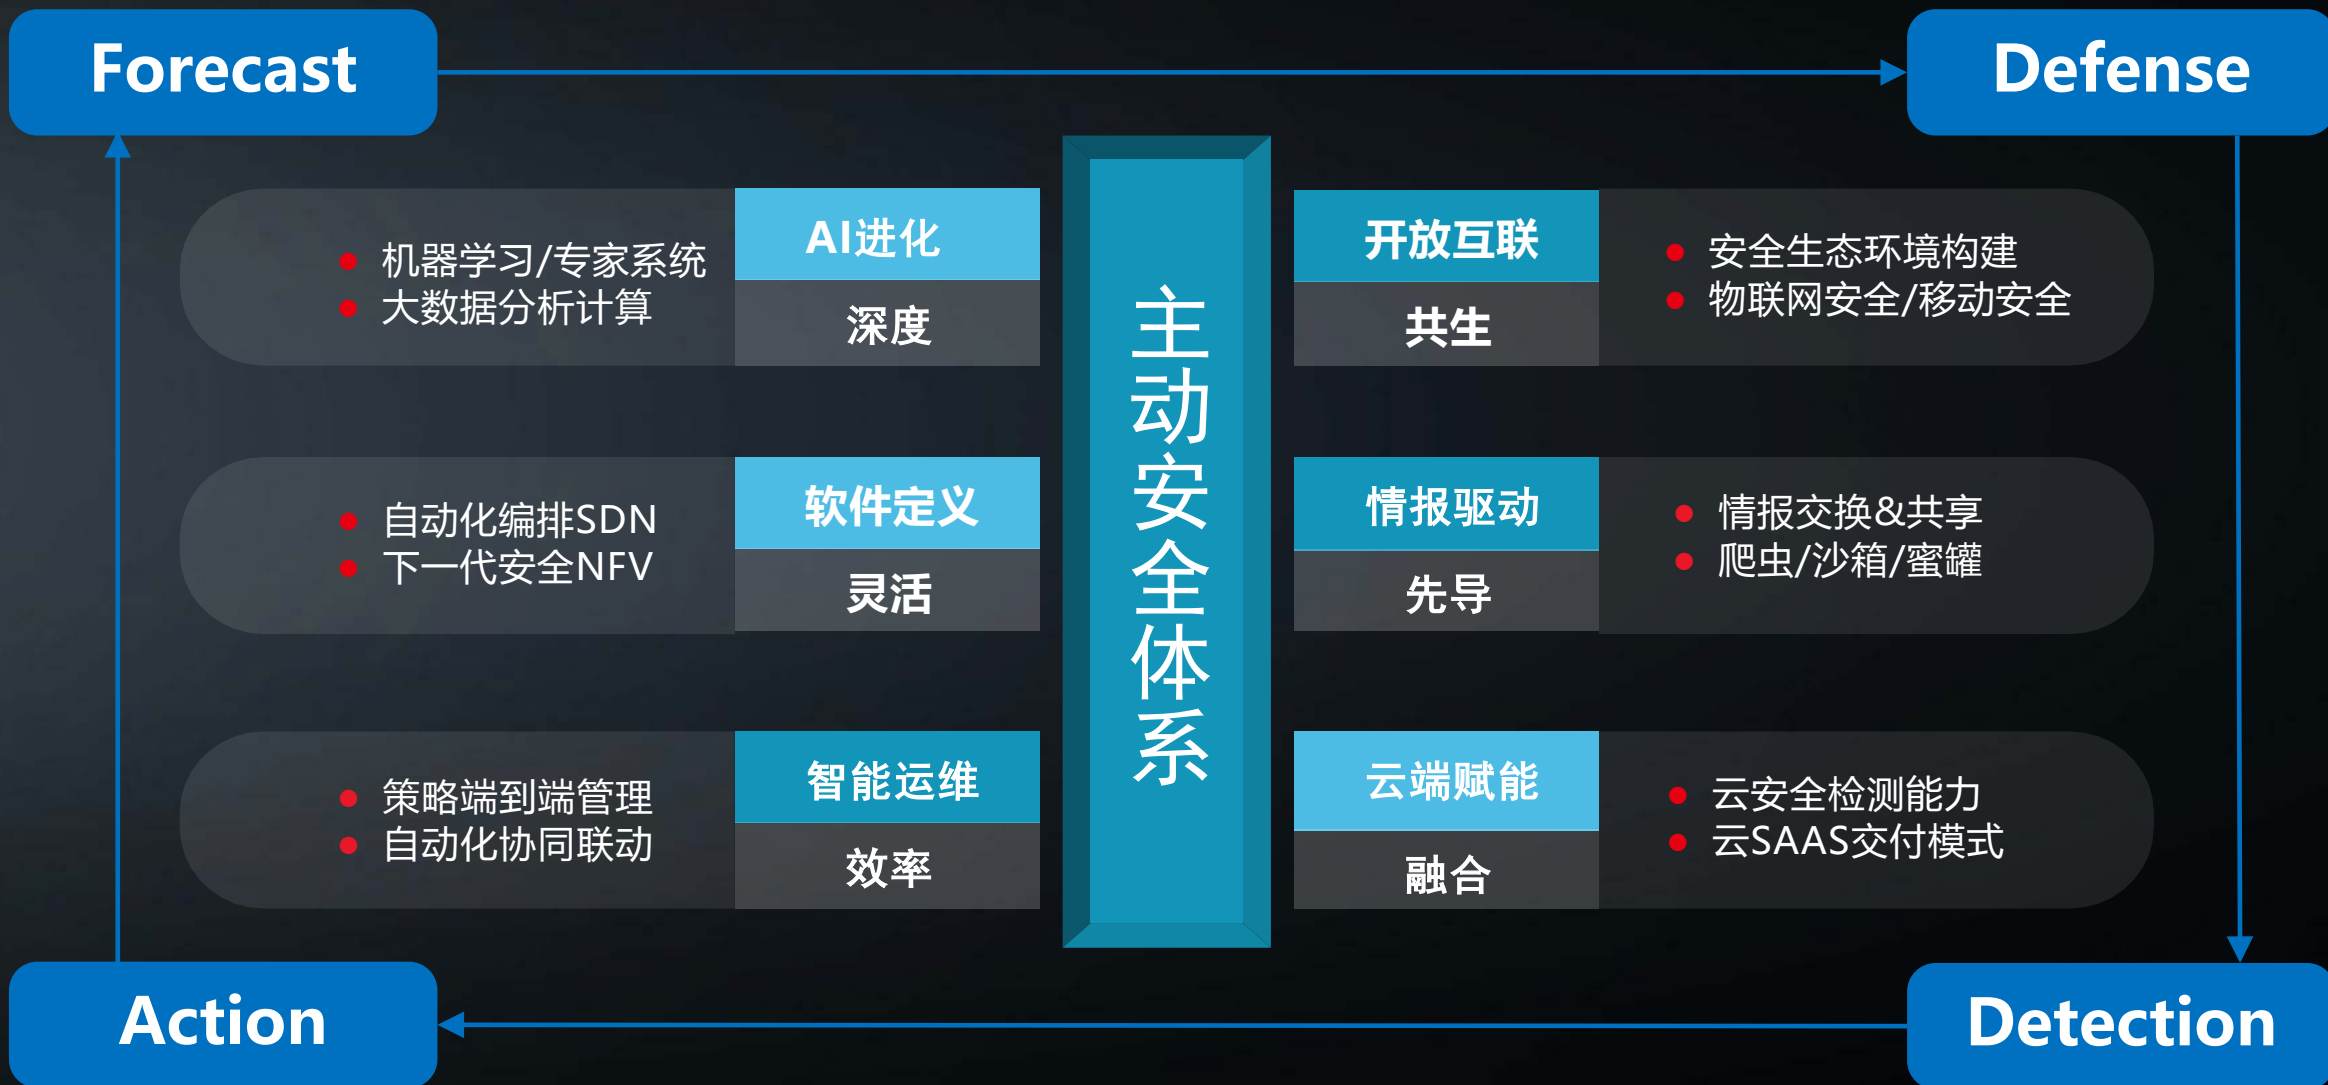 Forecast
Defense
机器学习/专家系统
大数据分析计算
AI进化
深度
自动化编排SDN
下一代安全NFV
软件定义
灵活
策略端到端管理
自动化协同联动
智能运维
效率
主动安全体系
开放互联
共生
安全生态环境构建
物联网安全/移动安全
情报驱动
先导
情报交换&共享
爬虫/沙箱/蜜罐
云端赋能
融合
云安全检测能力
云SAAS交付模式
Action
Detection